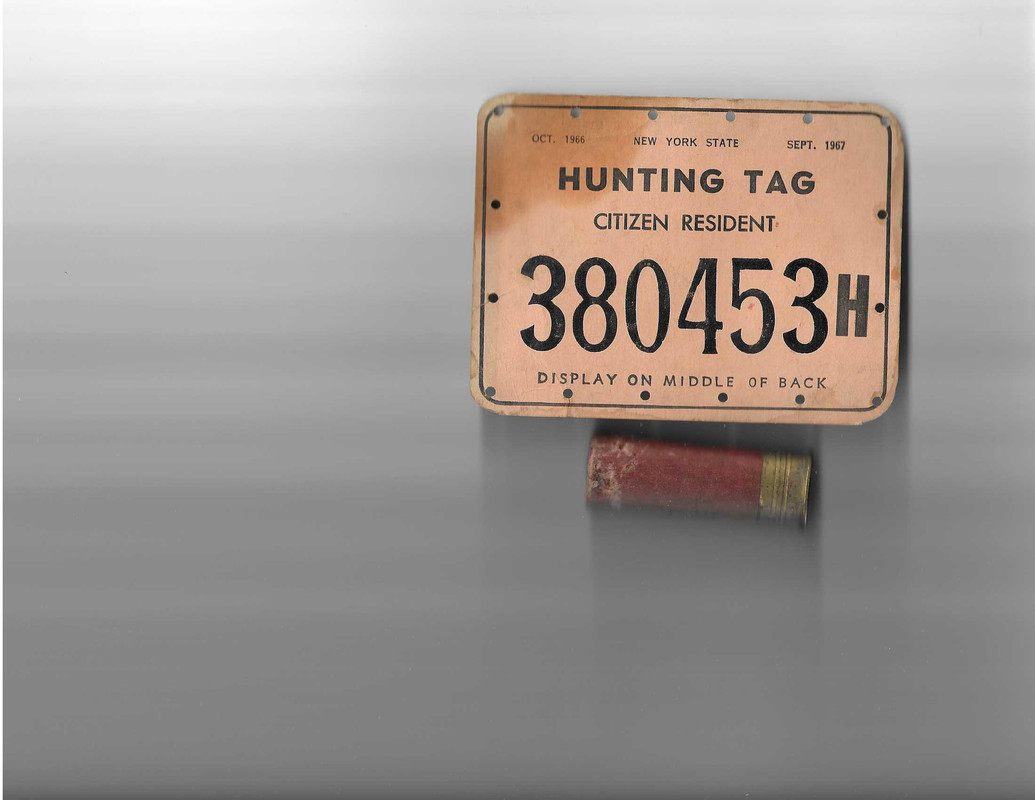 OCT. 1966 NEW YORK STATE SEPT. 1967
HUNTING TAG
CITIZEN RESIDENT
380453H
DISPLAY ON MIDDLE OF BACK